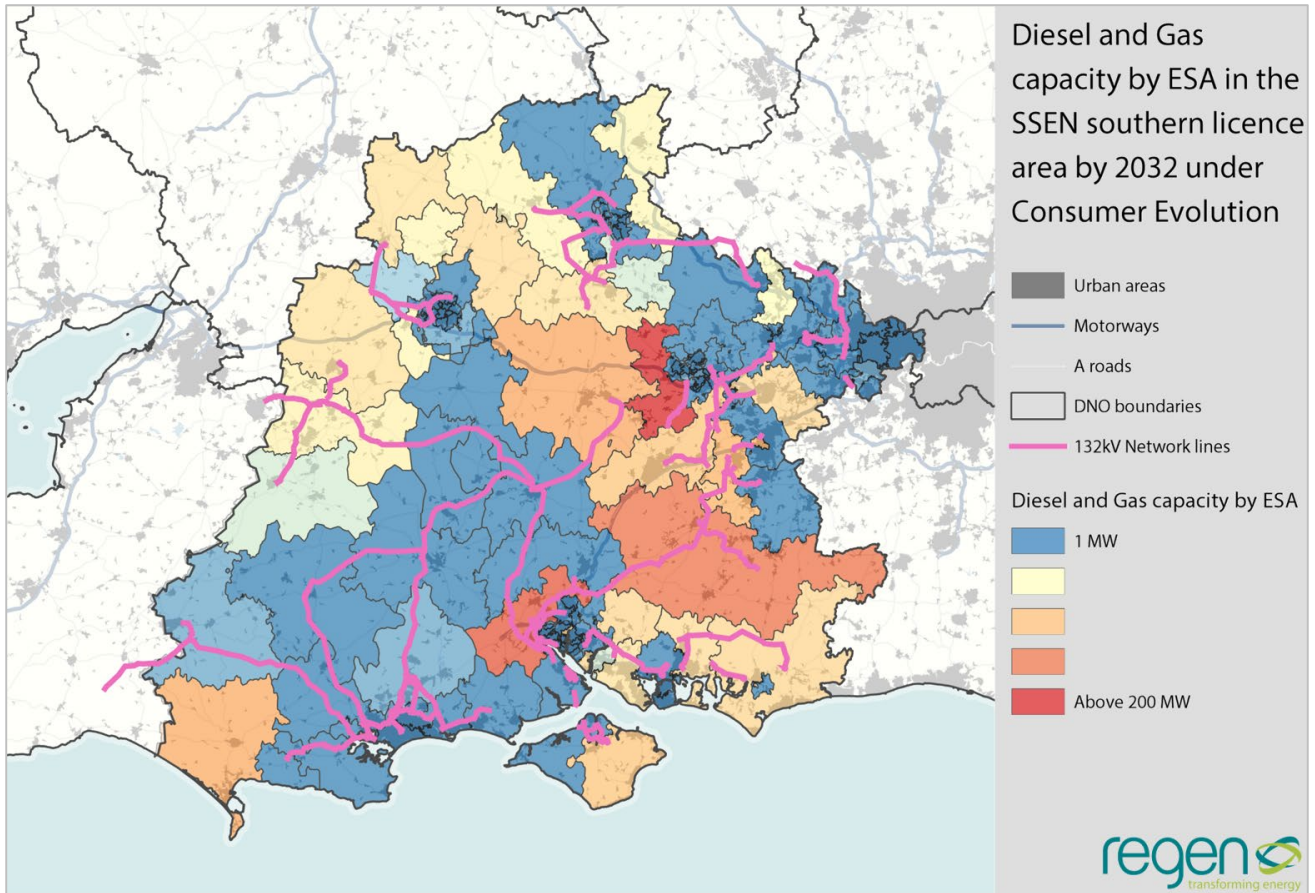 Diesel and Gas
capacity by ESA in the
SSEN southern licence
area by 2032 under
Consumer Evolution
Urban areas
Motorways
A roads
DNO boundaries
132kV Network lines
Diesel and Gas capacity by ESA
1 MW
Above 200 MW
regen
transforming energy